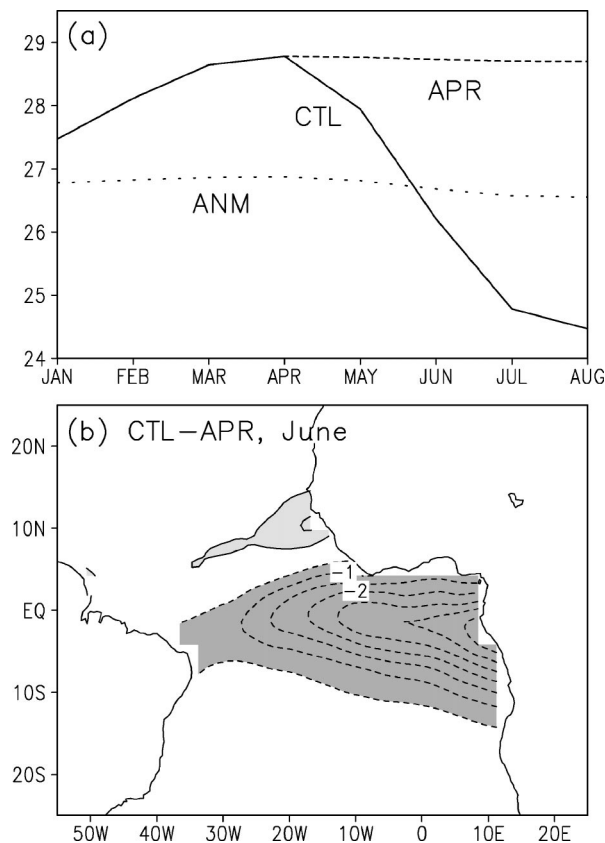 (a)
29
28
27
26
25
24
APR
CTL
ANM
JAN FEB MAR APR MAY JUN JUL AUG
(b) CTL−APR, June
20N
10N
EQ
10S
20S
−1
−2
50W 40W 30W 20W 10W 0 10E 20E